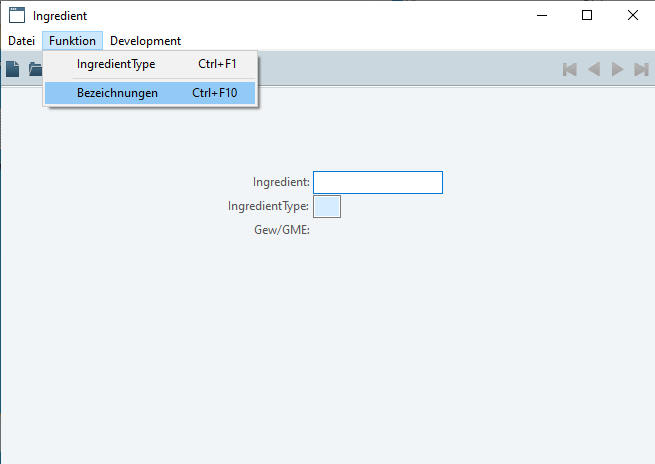 Ingredient
Datei Funktion Development
IngredientType Ctrl+F1
Bezeichnungen Ctrl+F10
Ingredient:
IngredientType:
Gew/GME: